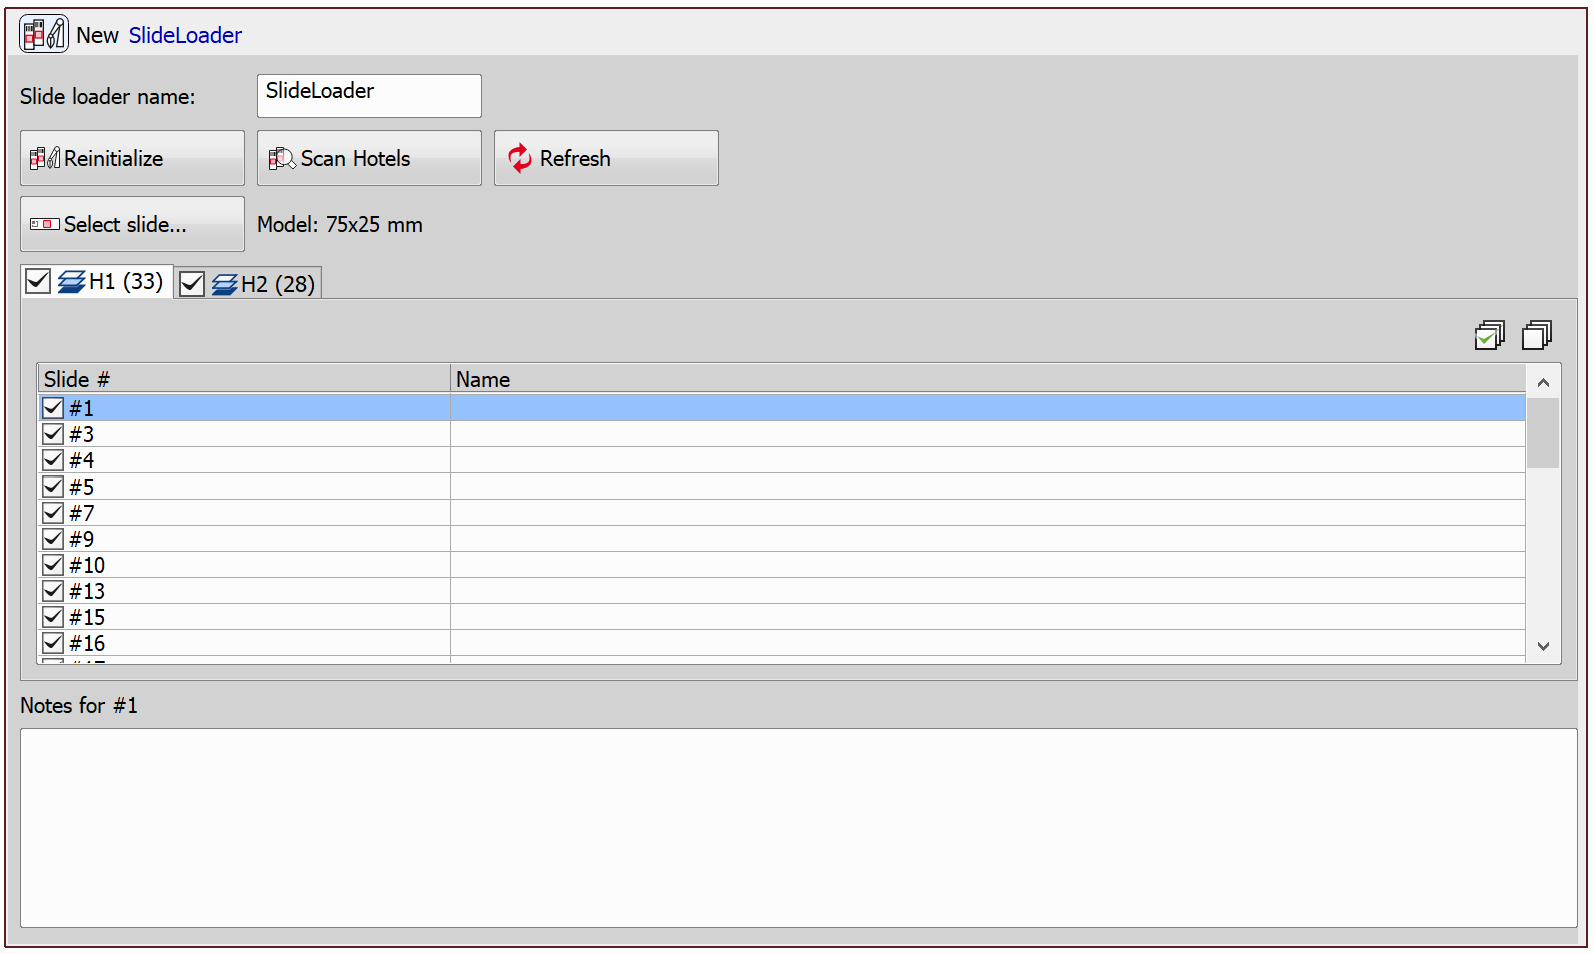 New SlideLoader
Slide loader name: SlideLoader
Reinitialize Scan Hotels Refresh
Select slide... Model: 75x25 mm
H1 (33) H2 (28)
Slide # Name
#1
#3
#4
#5
#7
#9
#10
#13
#15
#16
Notes for #1